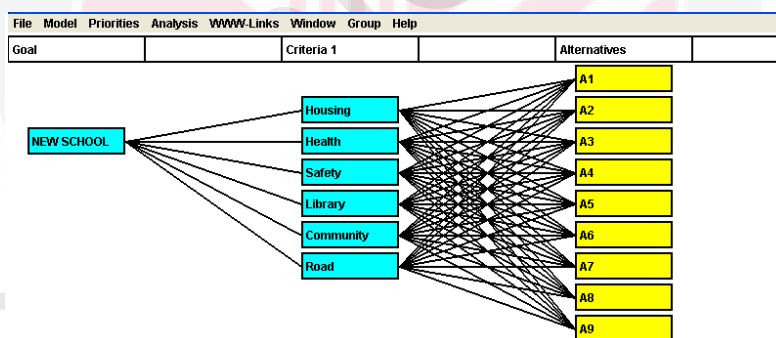 File Model Priorities Analysis WWW-Links Window Group Help
Goal Criteria 1 Alternatives
A1
Housing A2
NEW SCHOOL Health A3
Safety A4
Library A5
Community A6
Road A7
A8
A9